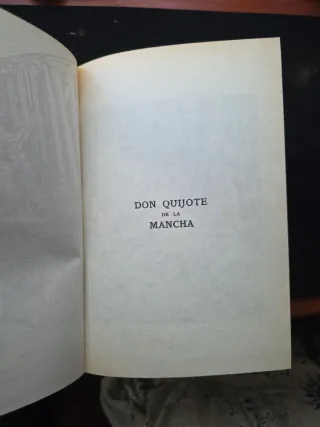 DON QUIJOTE
DE LA
MANCHA